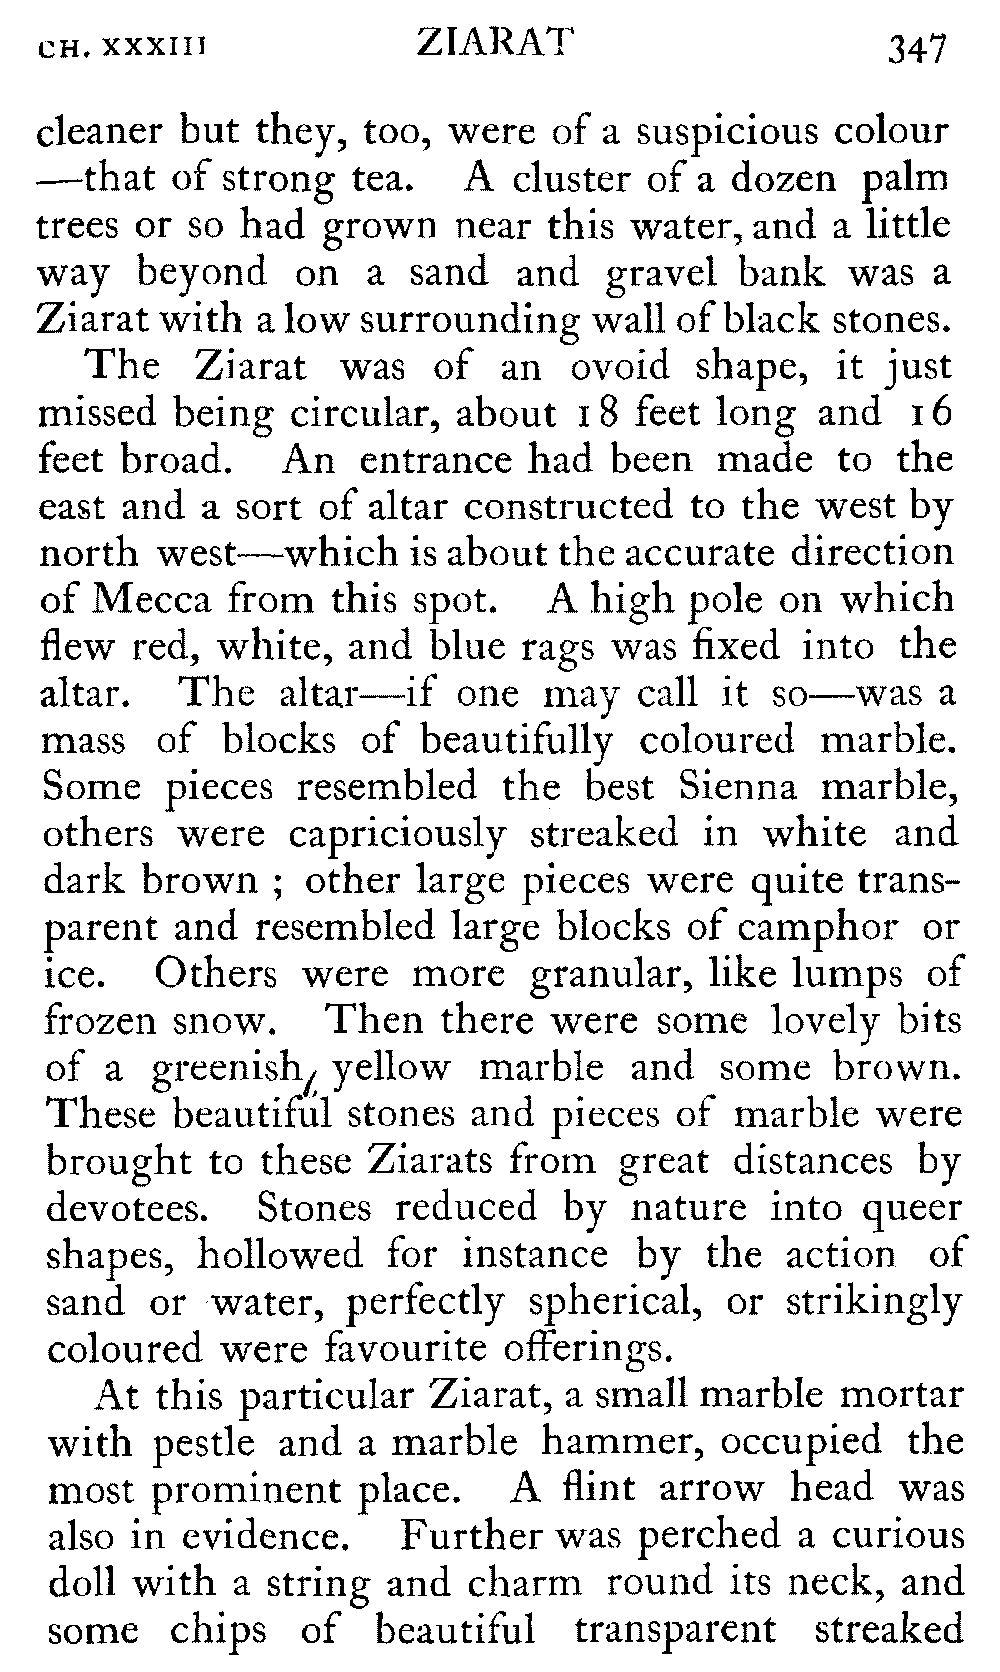 CH. XXXIII ZIARAT 347
cleaner but they, too, were of a suspicious colour
—that of strong tea. A cluster of a dozen palm
trees or so had grown near this water, and a little
way beyond on a sand and gravel bank was a
Ziarat with a low surrounding wall of black stones.
The Ziarat was of an ovoid shape, it just
missed being circular, about 18 feet long and 16
feet broad. An entrance had been made to the
east and a sort of altar constructed to the west by
north west—which is about the accurate direction
of Mecca from this spot. A high pole on which
flew red, white, and blue rags was fixed into the
altar. The altar—if one may call it so—was a
mass of blocks of beautifully coloured marble.
Some pieces resembled the best Sienna marble,
others were capriciously streaked in white and
dark brown ; other large pieces were quite trans-
parent and resembled large blocks of camphor or
ice. Others were more granular, like lumps of
frozen snow. Then there were some lovely bits
of a greenish, yellow marble and some brown.
These beautiful stones and pieces of marble were
brought to these Ziarats from great distances by
devotees. Stones reduced by nature into queer
shapes, hollowed for instance by the action of
sand or water, perfectly spherical, or strikingly
coloured were favourite offerings.
At this particular Ziarat, a small marble mortar
with pestle and a marble hammer, occupied the
most prominent place. A flint arrow head was
also in evidence. Further was perched a curious
doll with a string and charm round its neck, and
some chips of beautiful transparent streaked